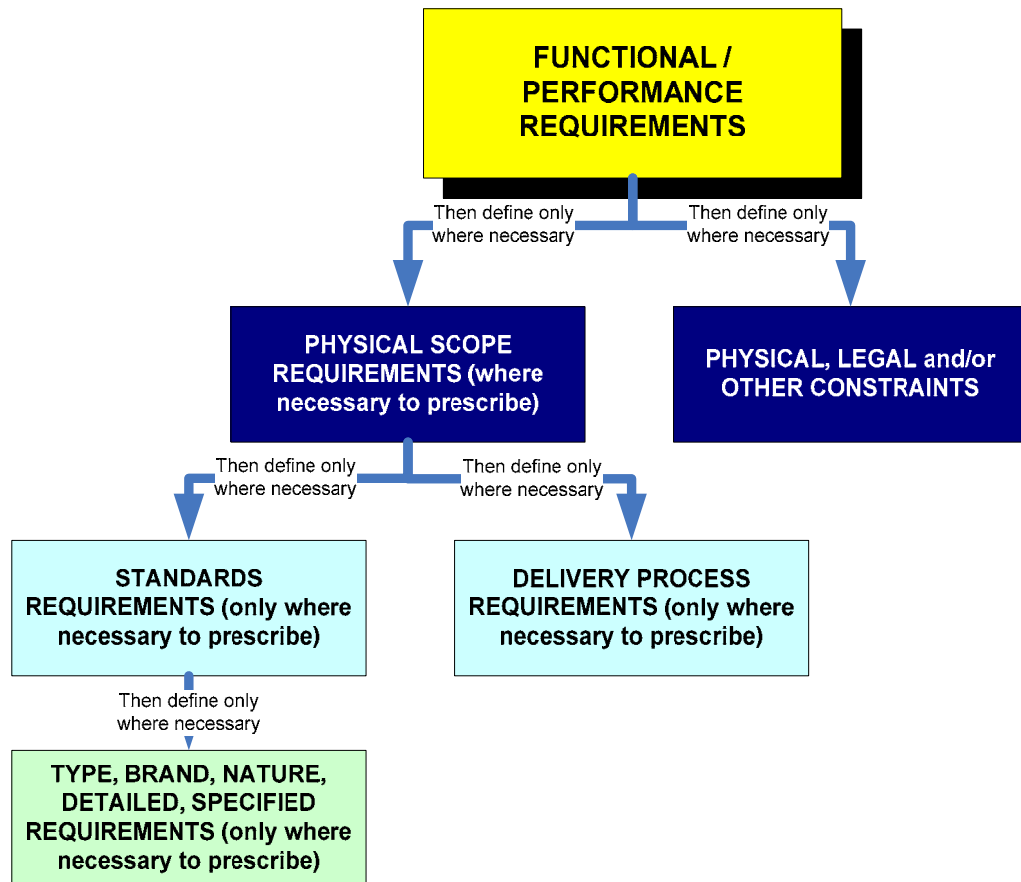 FUNCTIONAL /
PERFORMANCE
REQUIREMENTS
Then define only
where necessary
Then define only
where necessary
PHYSICAL SCOPE
REQUIREMENTS (where
necessary to prescribe)
PHYSICAL, LEGAL and/or
OTHER CONSTRAINTS
Then define only
where necessary
Then define only
where necessary
STANDARDS
REQUIREMENTS (only where
necessary to prescribe)
DELIVERY PROCESS
REQUIREMENTS (only where
necessary to prescribe)
Then define only
where necessary
TYPE, BRAND, NATURE,
DETAILED, SPECIFIED
REQUIREMENTS (only where
necessary to prescribe)